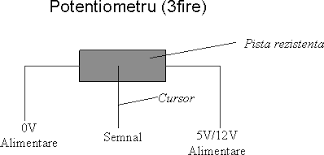 Potentiometru (3fire)
Pista rezistenta
Cursor
0V
Alimentare
Semnal
5V/12V
Alimentare